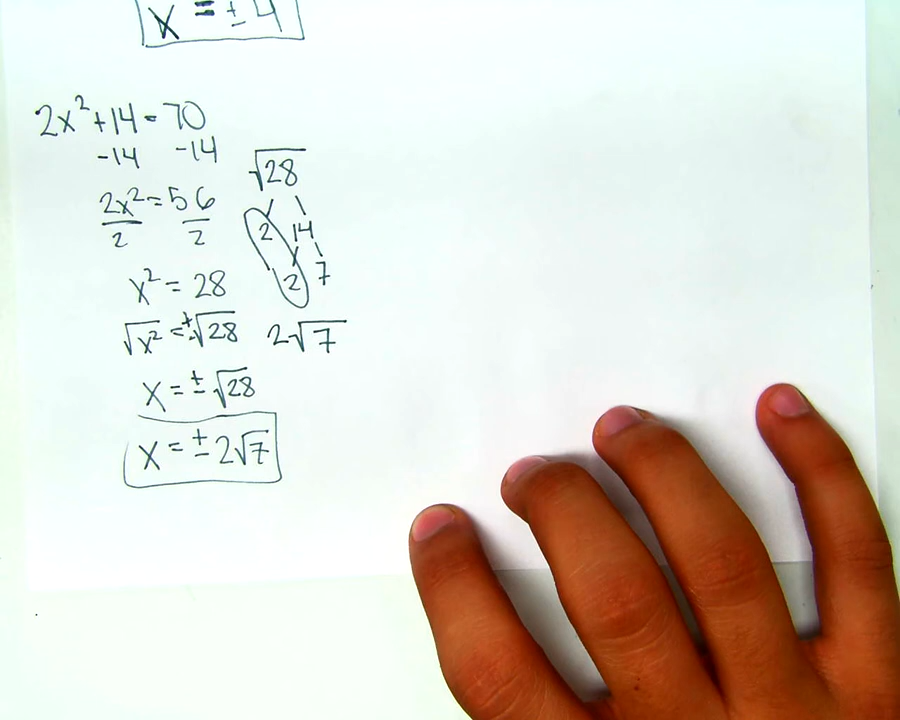 x = ± 4
2x² + 14 = 70
-14 -14
2x² = 56
2 2
x² = 28
√x² = ±√28
x = ±√28
x = ± 2√7
√28
2 14
2 7
2√7